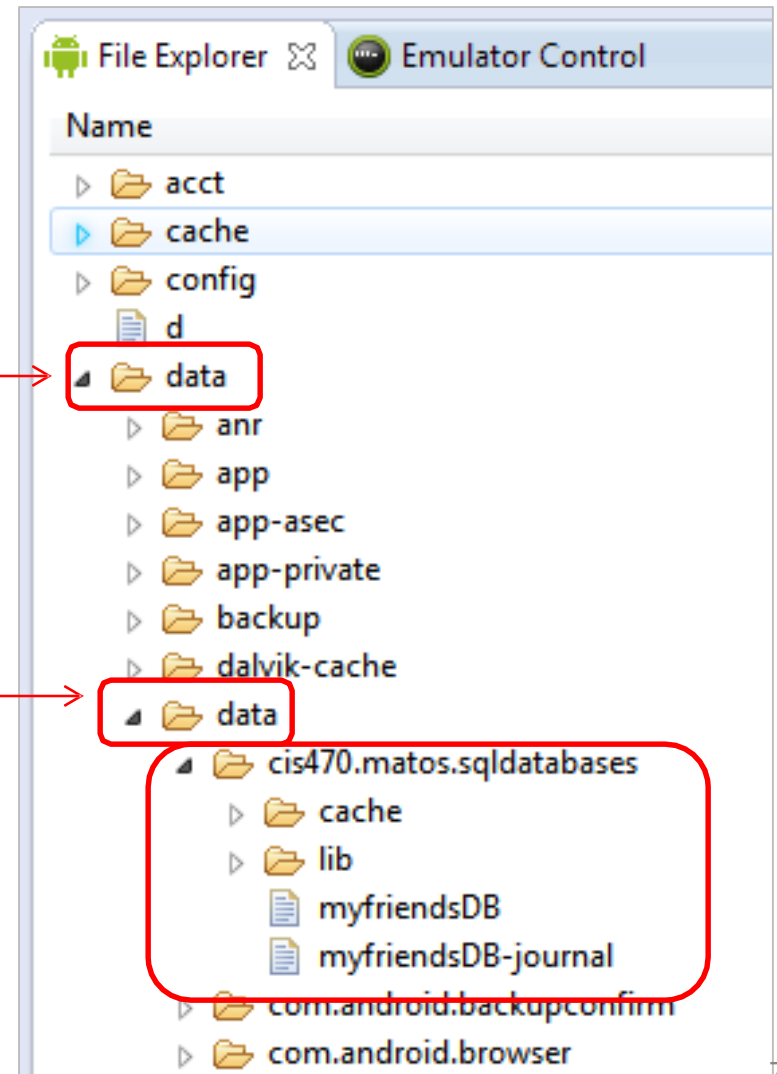 File Explorer Emulator Control
Name
acct
cache
config
d
data
anr
app
app-asec
app-private
backup
dalvik-cache
data
cis470.matos.sqldatabases
cache
lib
myfriendsDB
myfriendsDB-journal
com.android.backupconfirm
com.android.browser